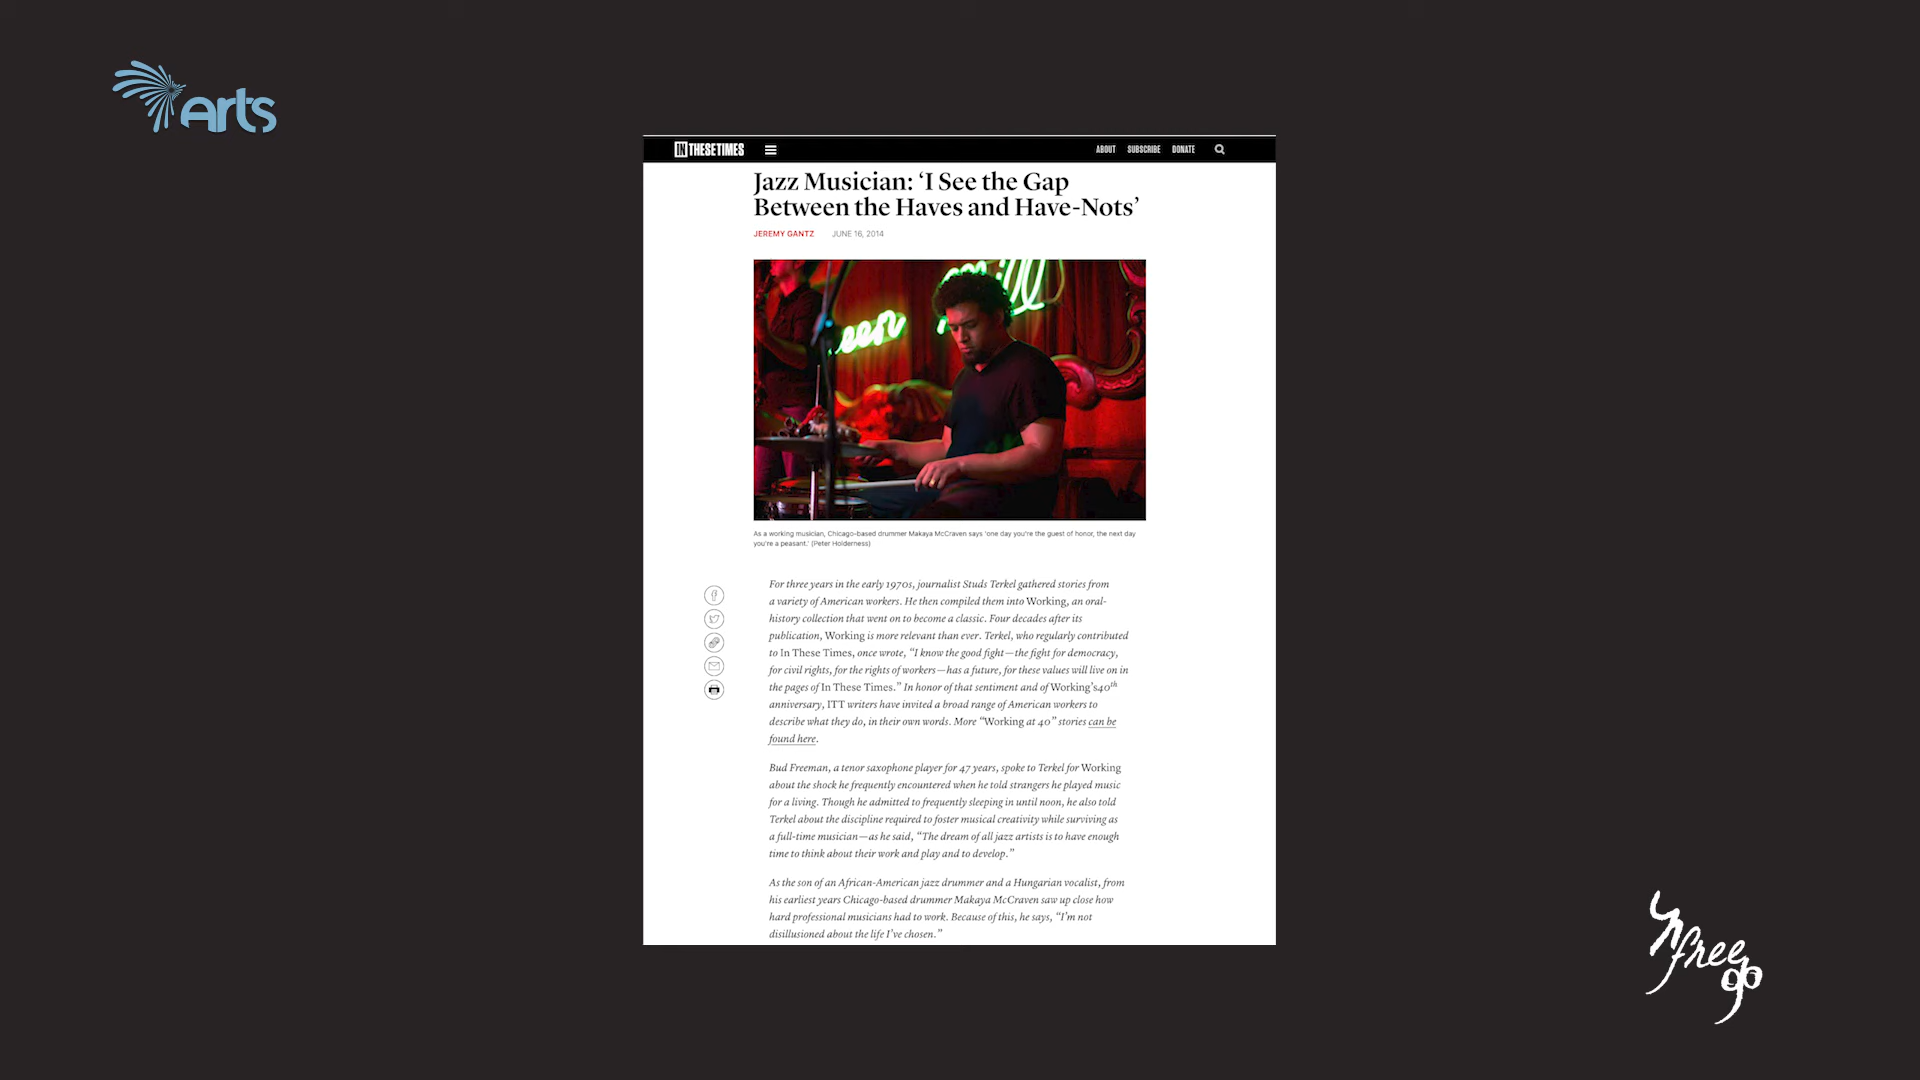 arts
IN THESE TIMES
ABOUT SUBSCRIBE DONATE
Jazz Musician: ‘I See the Gap
Between the Haves and Have-Nots’
JEREMY GANTZ JUNE 16, 2014
een Mill
As a working musician, Chicago-based drummer Makaya McCraven says ‘one day you're the guest of honor, the next day
you're a peasant.’ (Peter Holderness)
For three years in the early 1970s, journalist Studs Terkel gathered stories from
a variety of American workers. He then compiled them into Working, an oral-
history collection that went on to become a classic. Four decades after its
publication, Working is more relevant than ever. Terkel, who regularly contributed
to In These Times, once wrote, “I know the good fight—the fight for democracy,
for civil rights, for the rights of workers—has a future, for these values will live on in
the pages of In These Times.” In honor of that sentiment and of Working’s40th
anniversary, ITT writers have invited a broad range of American workers to
describe what they do, in their own words. More “Working at 40” stories can be
found here.
Bud Freeman, a tenor saxophone player for 47 years, spoke to Terkel for Working
about the shock he frequently encountered when he told strangers he played music
for a living. Though he admitted to frequently sleeping in until noon, he also told
Terkel about the discipline required to foster musical creativity while surviving as
a full-time musician—as he said, “The dream of all jazz artists is to have enough
time to think about their work and play and to develop.”
As the son of an African-American jazz drummer and a Hungarian vocalist, from
his earliest years Chicago-based drummer Makaya McCraven saw up close how
hard professional musicians had to work. Because of this, he says, “I’m not
disillusioned about the life I’ve chosen.”
free